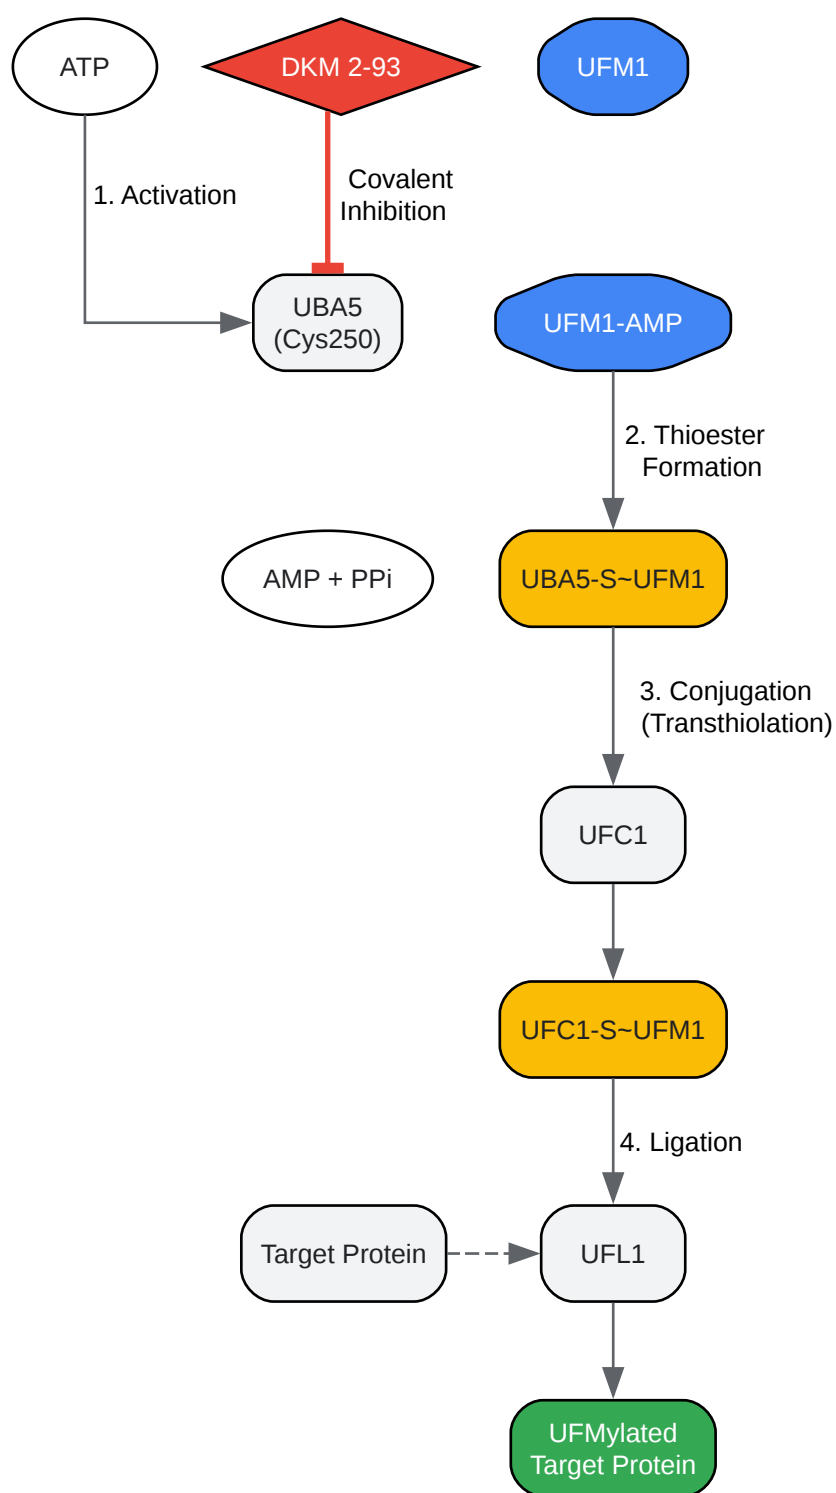 ATP
DKM 2-93
UFM1
1. Activation
Covalent
Inhibition
UBA5
(Cys250)
UFM1-AMP
2. Thioester
Formation
AMP + PPi
UBA5-S~UFM1
3. Conjugation
(Transthiolation)
UFC1
UFC1-S~UFM1
4. Ligation
Target Protein
UFL1
UFMylated
Target Protein